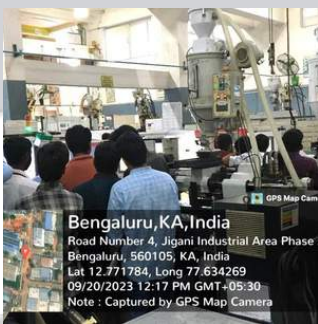 GPS Map Cam
Bengaluru,KA,India
Road Number 4, Jigani Industrial Area Phase
Bengaluru, 560105, KA, India
Lat 12.771784, Long 77.634269
09/20/2023 12:17 PM GMT+05:30
Note : Captured by GPS Map Camera